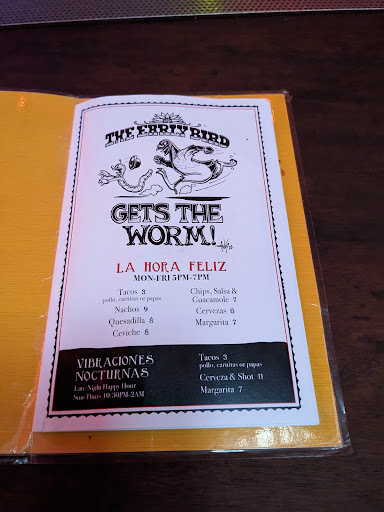 THE EARLY BIRD
GETS THE
WORM!
LA HORA FELIZ
MON-FRI 5PM-7PM
Tacos 3
pollo, carnitas or papas
Nachos 9
Quesadilla 8
Ceviche 8
Chips, Salsa &
Guacamole 7
Cervezas 6
Margarita 7
VIBRACIONES
NOCTURNAS
Late Night Happy Hour
Sun-Thurs 10:30PM-2AM
Tacos 3
pollo, carnitas or papas
Cerveza & Shot 11
Margarita 7